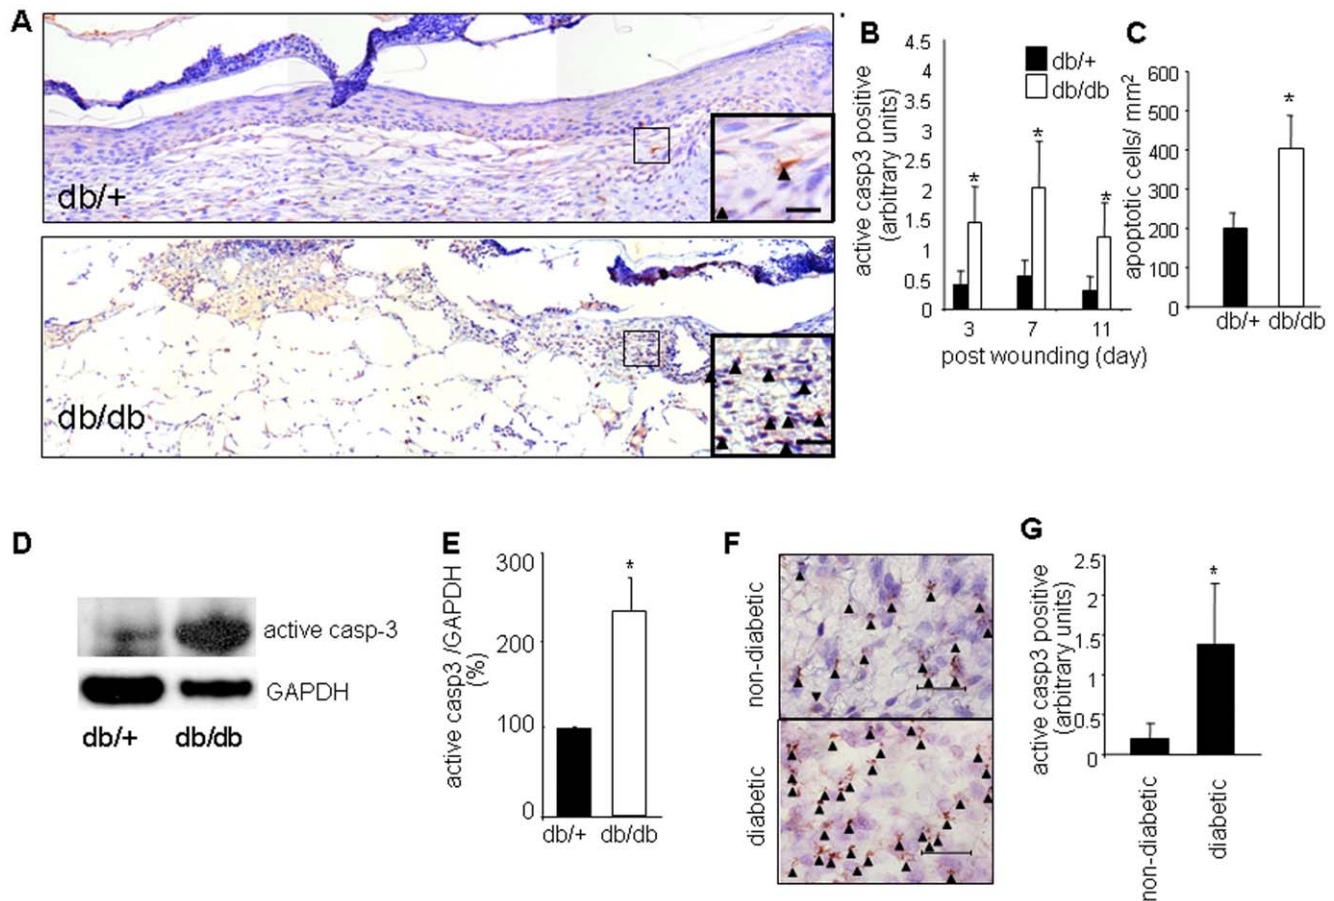 A
db/+
db/db
B
4.5
4
3.5
3
2.5
2
1.5
1
0.5
0
active casp3 positive
(arbitrary units)
db/+
db/db
*
*
*
3 7 11
post wounding (day)
C
600
500
400
300
200
100
0
apoptotic cells/ mm²
*
db/+ db/db
D
active casp-3
GAPDH
db/+ db/db
E
300
200
100
0
active casp3 /GAPDH
(%)
*
db/+ db/db
F
non-diabetic
diabetic
G
2.5
2
1.5
1
0.5
0
active casp3 positive
(arbitrary units)
*
non-diabetic
diabetic